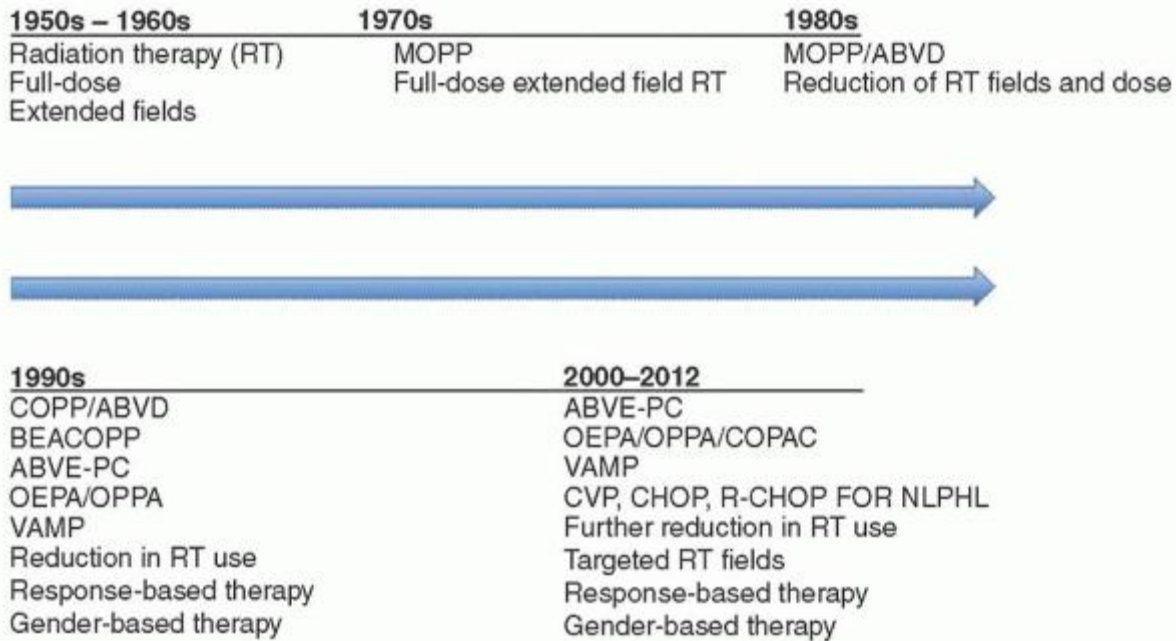 1950s – 1960s 1970s 1980s
Radiation therapy (RT) MOPP MOPP/ABVD
Full-dose Full-dose extended field RT Reduction of RT fields and dose
Extended fields
1990s 2000–2012
COPP/ABVD ABVE-PC
BEACOPP OEPA/OPPA/COPAC
ABVE-PC VAMP
OEPA/OPPA CVP, CHOP, R-CHOP FOR NLPHL
VAMP Further reduction in RT use
Reduction in RT use Targeted RT fields
Response-based therapy Response-based therapy
Gender-based therapy Gender-based therapy